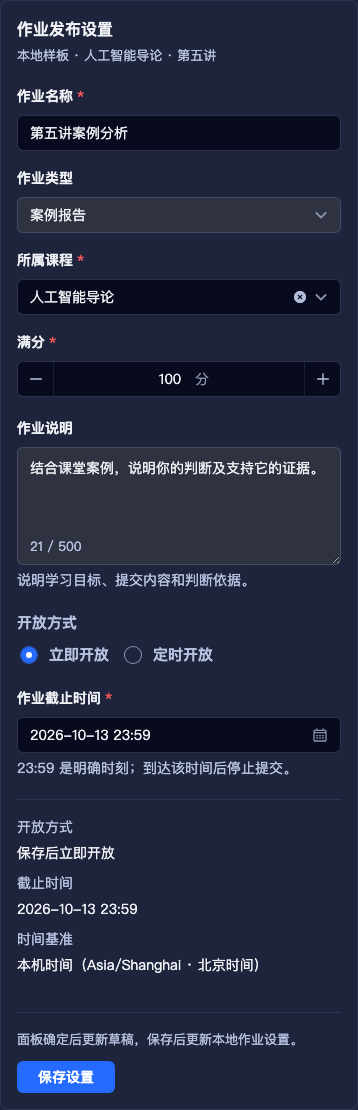 作业发布设置
本地样板 · 人工智能导论 · 第五讲
作业名称 *
第五讲案例分析
作业类型
案例报告
所属课程 *
人工智能导论
满分 *
100 分
作业说明
结合课堂案例，说明你的判断及支持它的证据。
21 / 500
说明学习目标、提交内容和判断依据。
开放方式
立即开放 定时开放
作业截止时间 *
2026-10-13 23:59
23:59 是明确时刻；到达该时间后停止提交。
开放方式
保存后立即开放
截止时间
2026-10-13 23:59
时间基准
本机时间（Asia/Shanghai · 北京时间）
面板确定后更新草稿，保存后更新本地作业设置。
保存设置